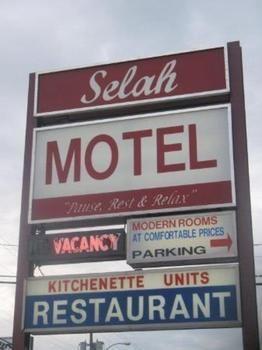 Selah
MOTEL
"Pause, Rest & Relax"
VACANCY
MODERN ROOMS
AT COMFORTABLE PRICES
PARKING
KITCHENETTE UNITS
RESTAURANT